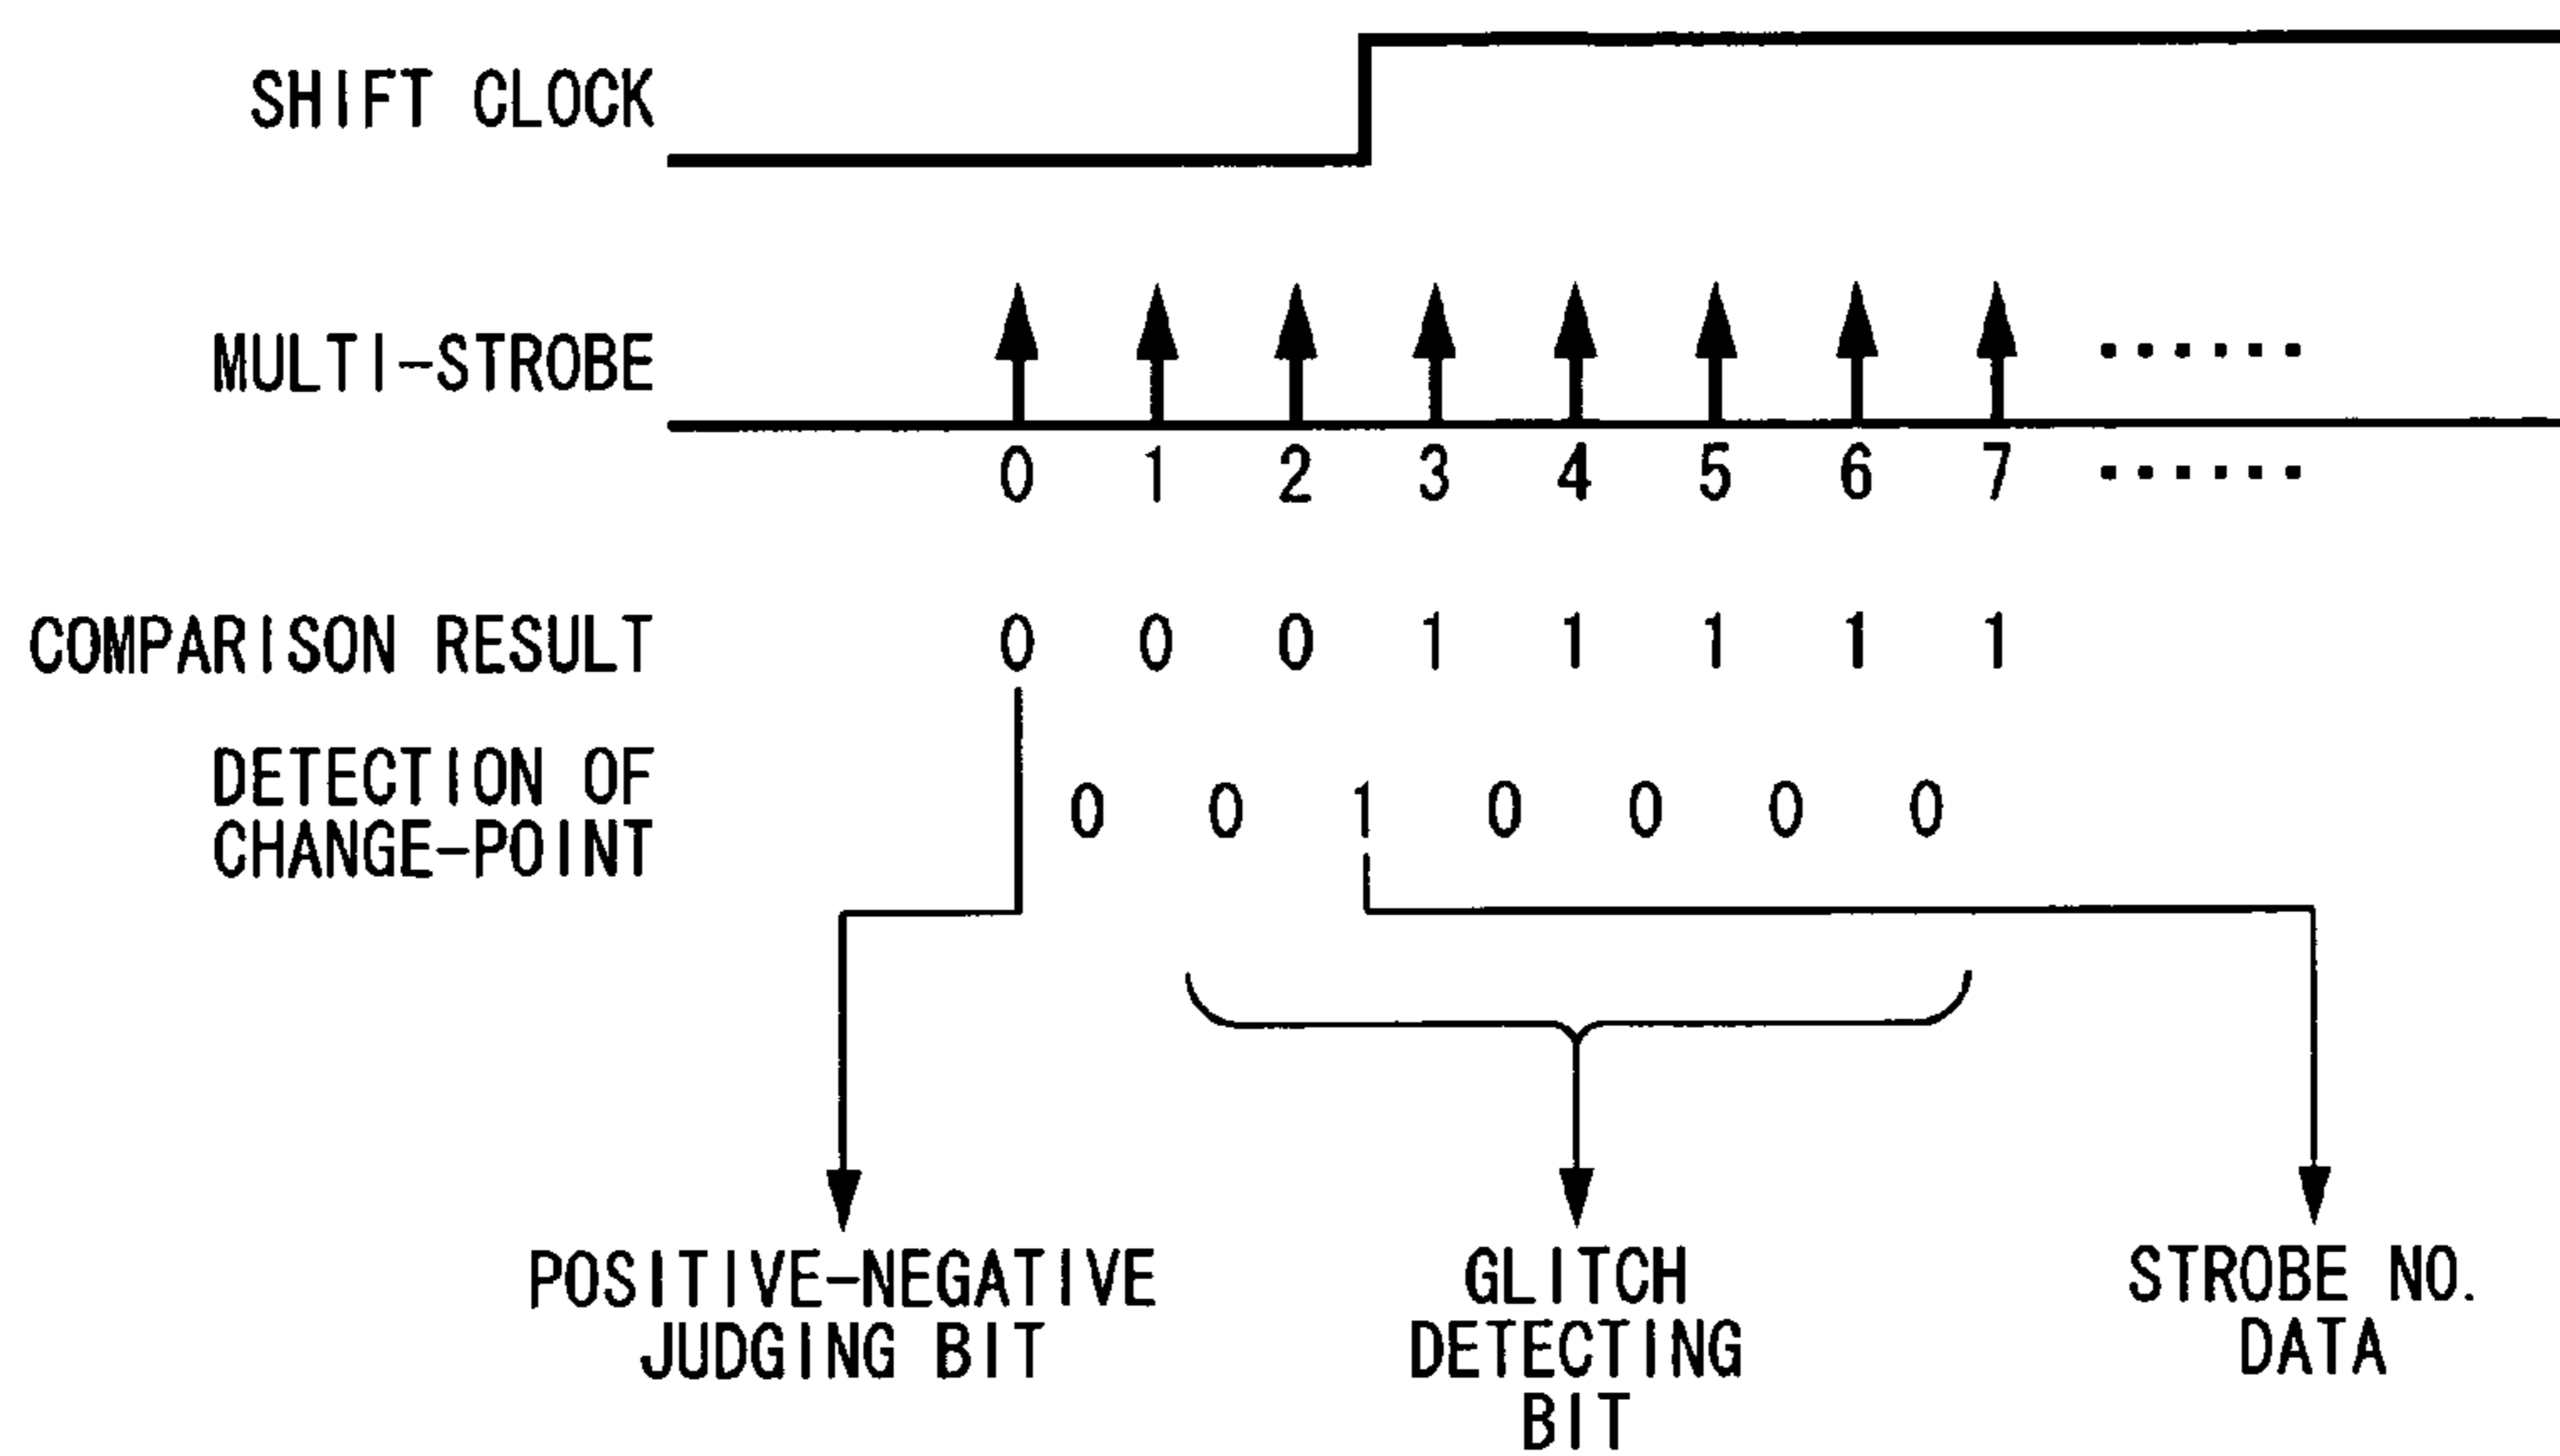 SHIFT CLOCK
MULTI-STROBE ......
0 1 2 3 4 5 6 7 ......
COMPARISON RESULT 0 0 0 1 1 1 1 1
DETECTION OF
CHANGE-POINT
0 0 1 0 0 0 0
POSITIVE-NEGATIVE
JUDGING BIT
GLITCH
DETECTING
BIT
STROBE NO.
DATA